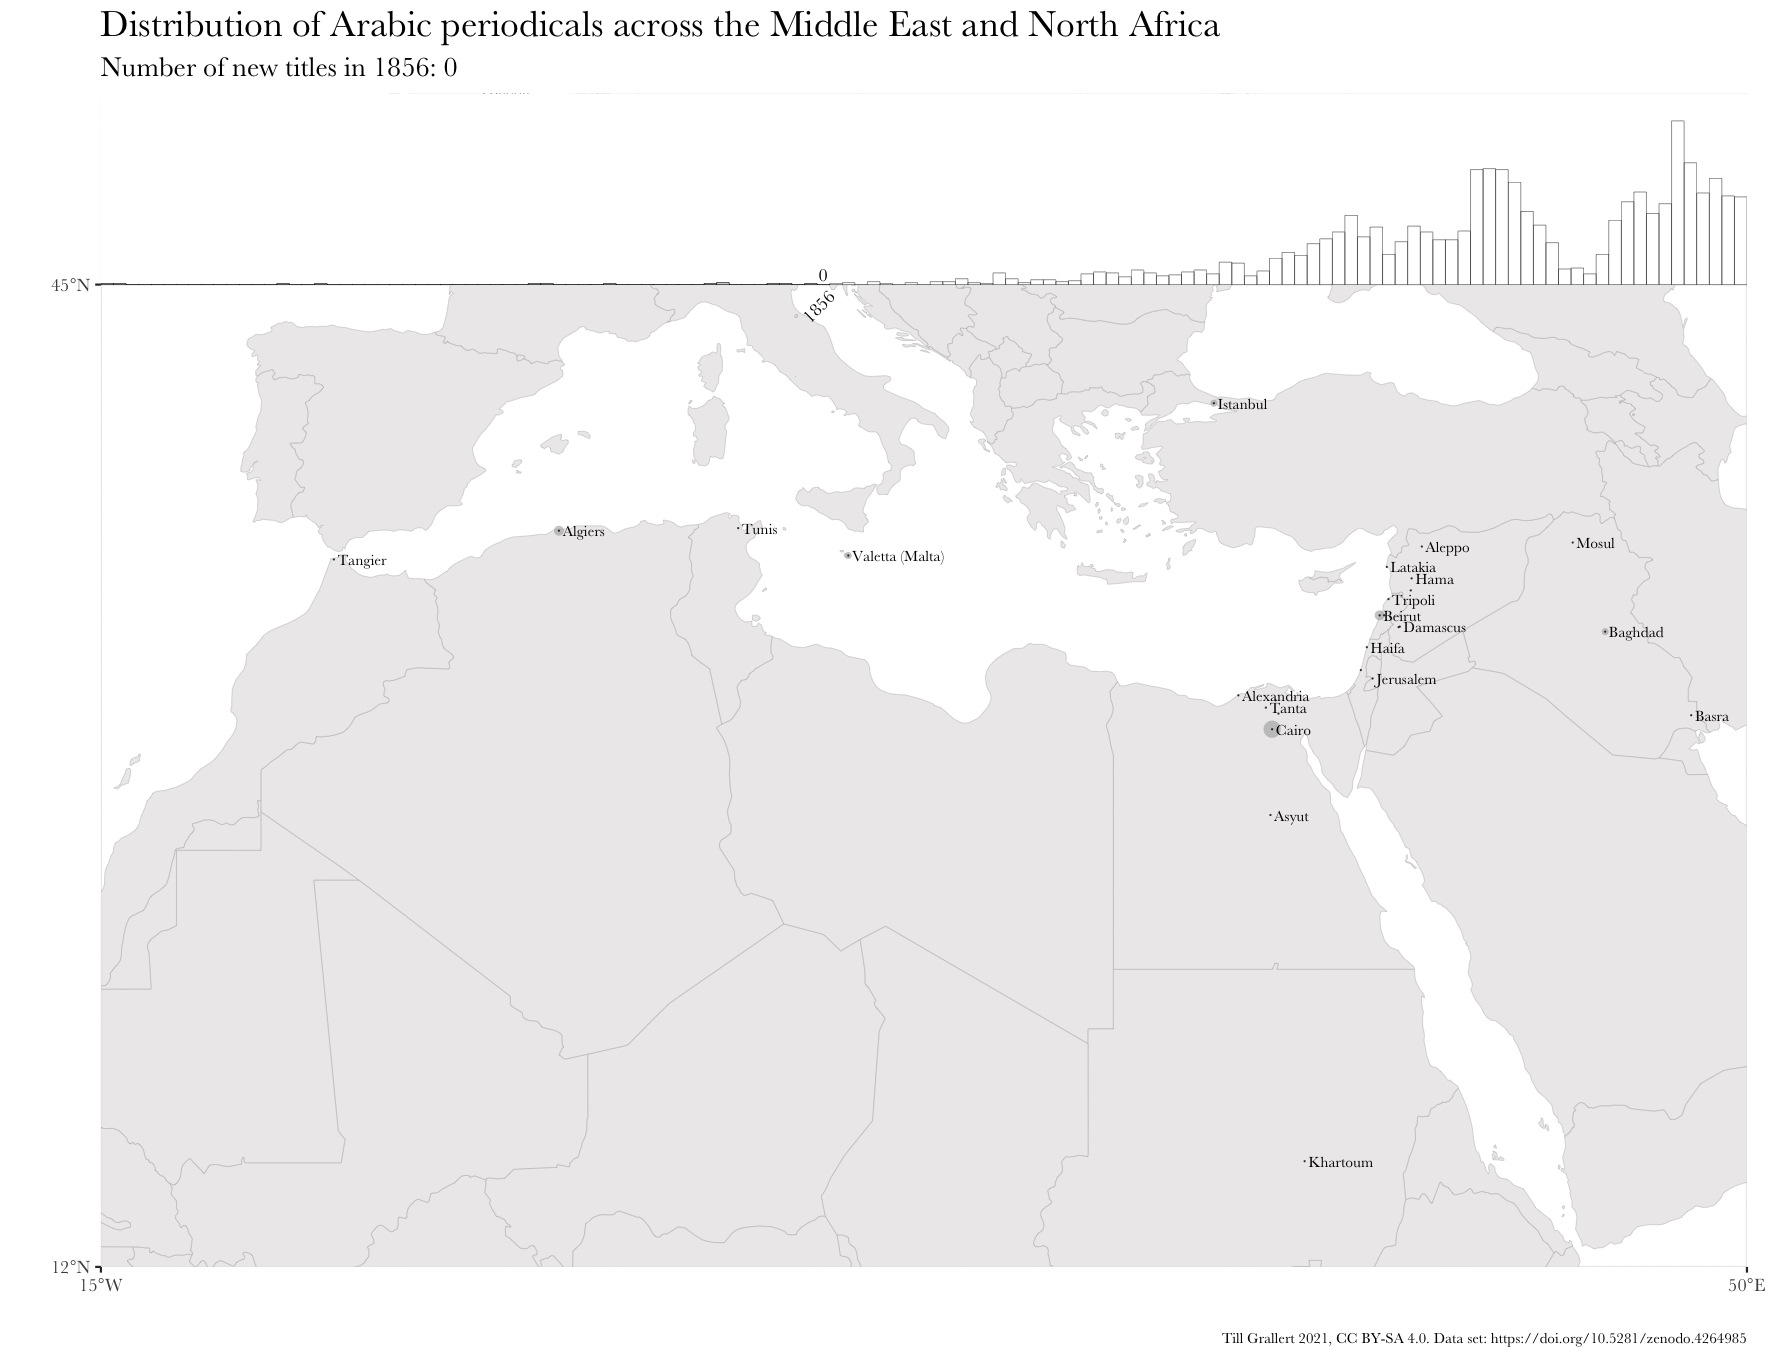 Distribution of Arabic periodicals across the Middle East and North Africa
Number of new titles in 1856: 0
0
45°N
1856
Istanbul
Algiers
Tunis
Tangier
Valetta (Malta)
Aleppo
Mosul
Latakia
Hama
Tripoli
Beirut
Damascus
Baghdad
Haifa
Jerusalem
Alexandria
Tanta
Basra
Cairo
Asyut
Khartoum
12°N
15°W
50°E
Till Grallert 2021, CC BY-SA 4.0. Data set: https://doi.org/10.5281/zenodo.4264985